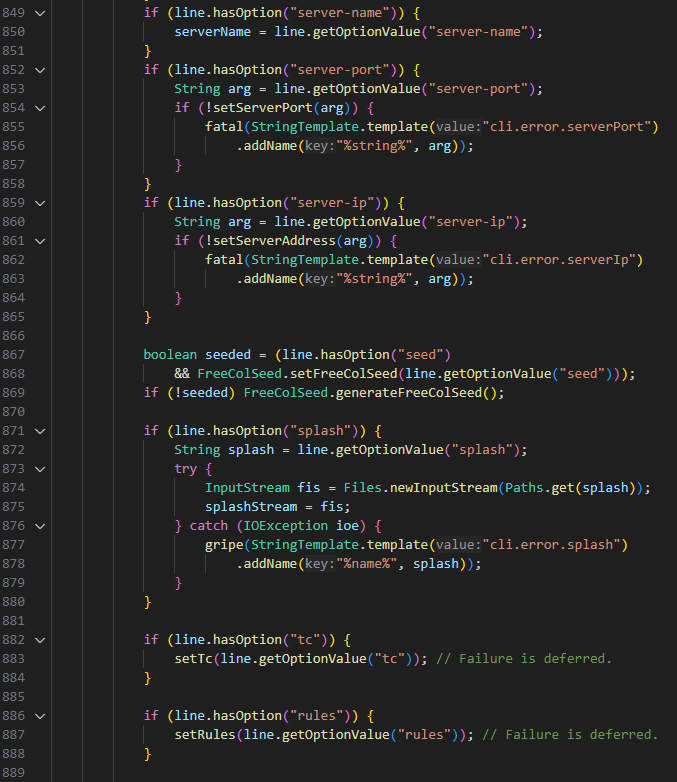 849 if (line.hasOption("server-name")) {
850 serverName = line.getOptionValue("server-name");
851 }
852 if (line.hasOption("server-port")) {
853 String arg = line.getOptionValue("server-port");
854 if (!setServerPort(arg)) {
855 fatal(StringTemplate.template(value:"cli.error.serverPort")
856 .addName(key:"%string%", arg));
857 }
858 }
859 if (line.hasOption("server-ip")) {
860 String arg = line.getOptionValue("server-ip");
861 if (!setServerAddress(arg)) {
862 fatal(StringTemplate.template(value:"cli.error.serverIp")
863 .addName(key:"%string%", arg));
864 }
865 }
866
867 boolean seeded = (line.hasOption("seed")
868 && FreeColSeed.setFreeColSeed(line.getOptionValue("seed")));
869 if (!seeded) FreeColSeed.generateFreeColSeed();
870
871 if (line.hasOption("splash")) {
872 String splash = line.getOptionValue("splash");
873 try {
874 InputStream fis = Files.newInputStream(Paths.get(splash));
875 splashStream = fis;
876 } catch (IOException ioe) {
877 gripe(StringTemplate.template(value:"cli.error.splash")
878 .addName(key:"%name%", splash));
879 }
880 }
881
882 if (line.hasOption("tc")) {
883 setTc(line.getOptionValue("tc")); // Failure is deferred.
884 }
885
886 if (line.hasOption("rules")) {
887 setRules(line.getOptionValue("rules")); // Failure is deferred.
888 }
889